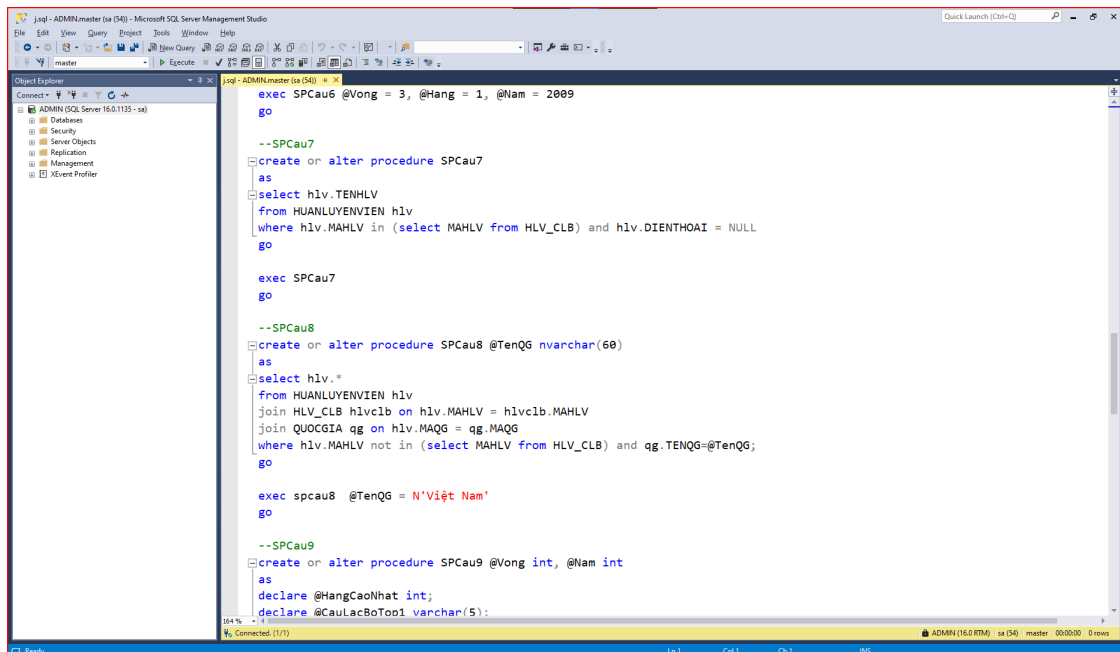 j.sql - ADMIN.master (sa (54)) - Microsoft SQL Server Management Studio
Quick Launch (Ctrl+Q)
File Edit View Query Project Tools Window Help
New Query
master
Execute
Object Explorer
j.sql - ADMIN.master (sa (54))
Connect
ADMIN (SQL Server 16.0.1135 - sa)
Databases
Security
Server Objects
Replication
Management
XEvent Profiler
exec SPCau6 @Vong = 3, @Hang = 1, @Nam = 2009
go
--SPCau7
create or alter procedure SPCau7
as
select hlv.TENHLV
from HUANLUYENVIEN hlv
where hlv.MAHLV in (select MAHLV from HLV_CLB) and hlv.DIENTHOAI = NULL
go
exec SPCau7
go
--SPCau8
create or alter procedure SPCau8 @TenQG nvarchar(60)
as
select hlv.*
from HUANLUYENVIEN hlv
join HLV_CLB hlvclb on hlv.MAHLV = hlvclb.MAHLV
join QUOCGIA qg on hlv.MAQG = qg.MAQG
where hlv.MAHLV not in (select MAHLV from HLV_CLB) and qg.TENQG=@TenQG;
go
exec spcau8  @TenQG = N'Việt Nam'
go
--SPCau9
create or alter procedure SPCau9 @Vong int, @Nam int
as
declare @HangCaoNhat int;
declare @CauLacBoTop1 varchar(5);
164 %
Connected. (1/1)
ADMIN (16.0 RTM) sa (54) master 00:00:00 0 rows
Ready
Ln 1 Col 1 Ch 1 INS